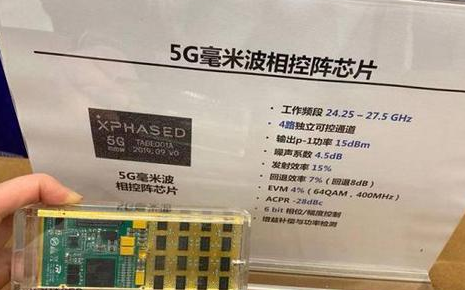 5G毫米波相控阵芯片
XPHASED
5G
TABE001A
2019.09 V0
5G毫米波
相控阵芯片
• 工作频段 24.25 – 27.5 GHz
• 4路独立可控通道
• 输出p-1功率 15dBm
• 噪声系数 4.5dB
• 发射效率 15%
• 回退效率 7%（回退8dB）
• EVM 4%（64QAM，400MHz）
• ACPR -28dBc
• 6 bit 相位/幅度控制
• 增益补偿与功率检测